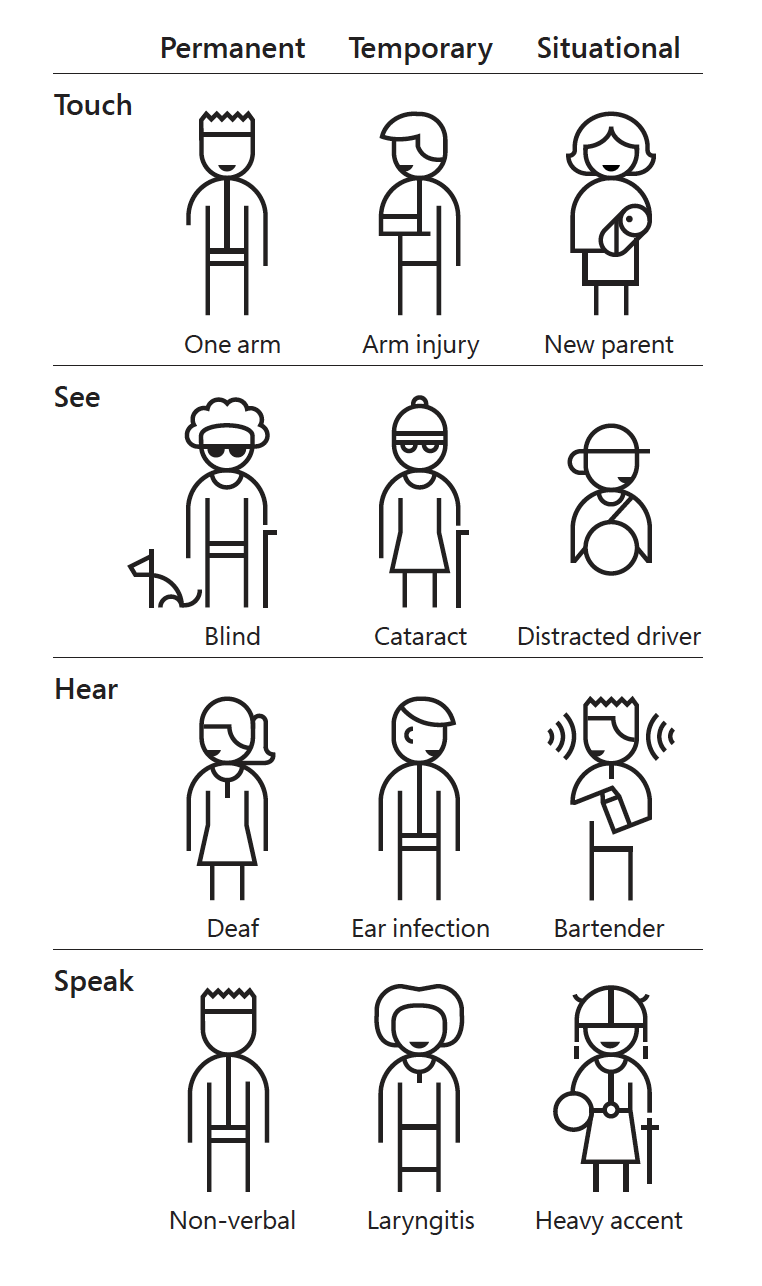 Permanent Temporary Situational
Touch
One arm Arm injury New parent
See
Blind Cataract Distracted driver
Hear
Deaf Ear infection Bartender
Speak
Non-verbal Laryngitis Heavy accent